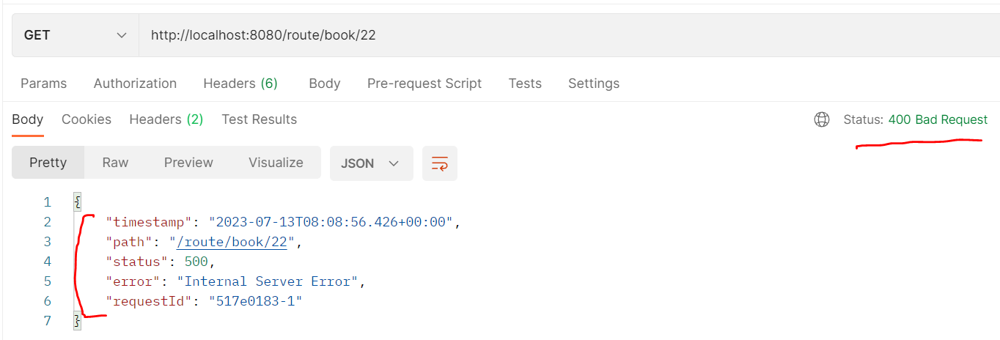 GET http://localhost:8080/route/book/22
Params Authorization Headers (6) Body Pre-request Script Tests Settings
Body Cookies Headers (2) Test Results Status: 400 Bad Request
Pretty Raw Preview Visualize JSON
1 {
2 "timestamp": "2023-07-13T08:08:56.426+00:00",
3 "path": "/route/book/22",
4 "status": 500,
5 "error": "Internal Server Error",
6 "requestId": "517e0183-1"
7 }